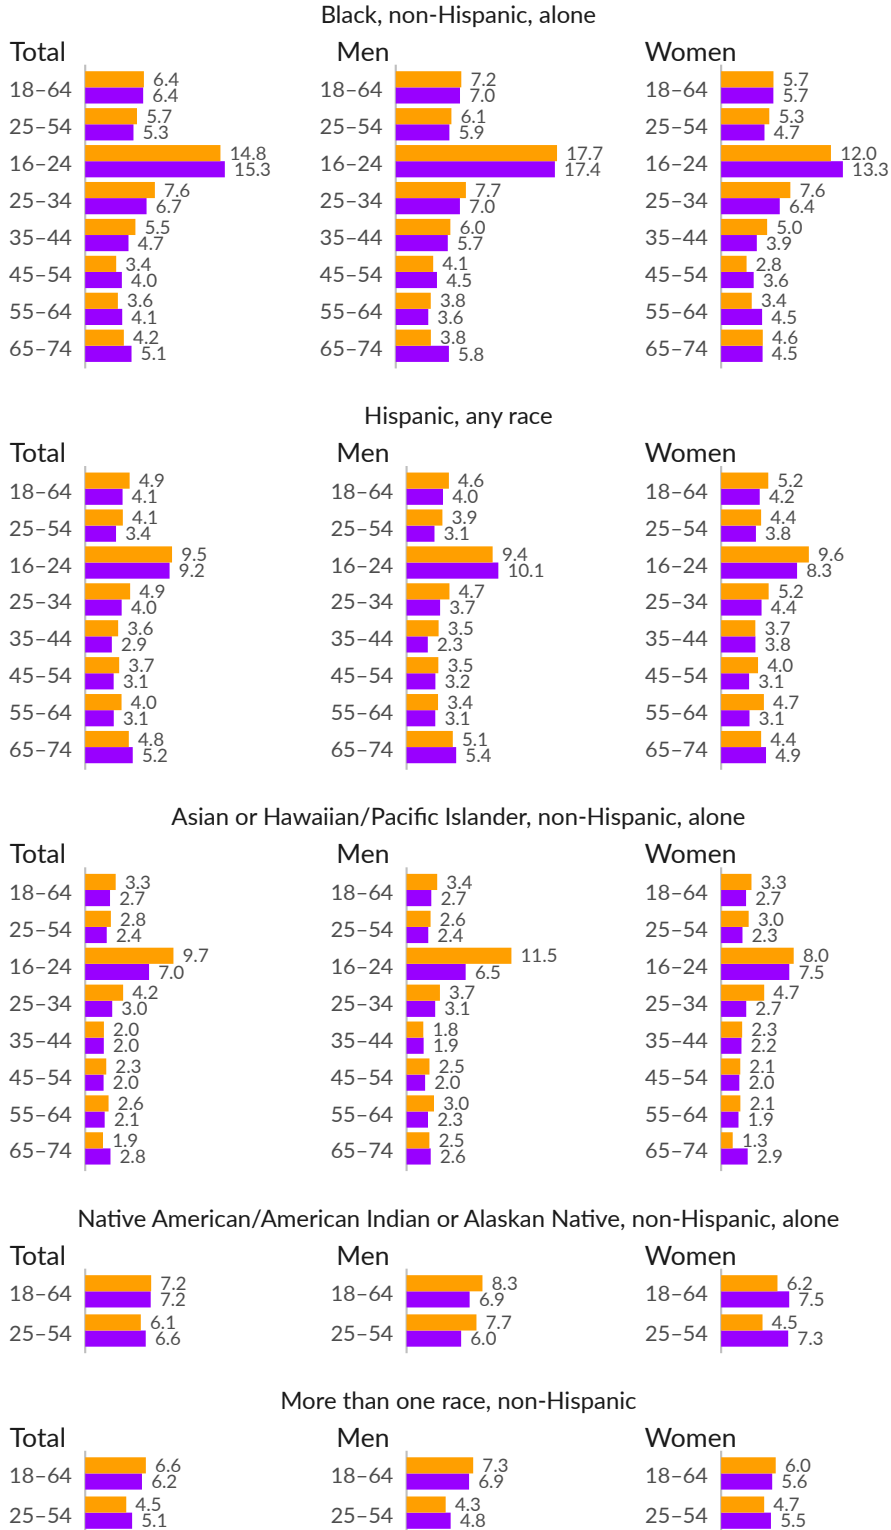 Black, non-Hispanic, alone
Total Men Women
18–64 6.4 6.4 18–64 7.2 7.0 18–64 5.7 5.7
25–54 5.7 5.3 25–54 6.1 5.9 25–54 5.3 4.7
16–24 14.8 15.3 16–24 17.7 17.4 16–24 12.0 13.3
25–34 7.6 6.7 25–34 7.7 7.0 25–34 7.6 6.4
35–44 5.5 4.7 35–44 6.0 5.7 35–44 5.0 3.9
45–54 3.4 4.0 45–54 4.1 4.5 45–54 2.8 3.6
55–64 3.6 4.1 55–64 3.8 3.6 55–64 3.4 4.5
65–74 4.2 5.1 65–74 3.8 5.8 65–74 4.6 4.5
Hispanic, any race
Total Men Women
18–64 4.9 4.1 18–64 4.6 4.0 18–64 5.2 4.2
25–54 4.1 3.4 25–54 3.9 3.1 25–54 4.4 3.8
16–24 9.5 9.2 16–24 9.4 10.1 16–24 9.6 8.3
25–34 4.9 4.0 25–34 4.7 3.7 25–34 5.2 4.4
35–44 3.6 2.9 35–44 3.5 2.3 35–44 3.7 3.8
45–54 3.7 3.1 45–54 3.5 3.2 45–54 4.0 3.1
55–64 4.0 3.1 55–64 3.4 3.1 55–64 4.7 3.1
65–74 4.8 5.2 65–74 5.1 5.4 65–74 4.4 4.9
Asian or Hawaiian/Pacific Islander, non-Hispanic, alone
Total Men Women
18–64 3.3 2.7 18–64 3.4 2.7 18–64 3.3 2.7
25–54 2.8 2.4 25–54 2.6 2.4 25–54 3.0 2.3
16–24 9.7 7.0 16–24 11.5 6.5 16–24 8.0 7.5
25–34 4.2 3.0 25–34 3.7 3.1 25–34 4.7 2.7
35–44 2.0 2.0 35–44 1.8 1.9 35–44 2.3 2.2
45–54 2.3 2.0 45–54 2.5 2.0 45–54 2.1 2.0
55–64 2.6 2.1 55–64 3.0 2.3 55–64 2.1 1.9
65–74 1.9 2.8 65–74 2.5 2.6 65–74 1.3 2.9
Native American/American Indian or Alaskan Native, non-Hispanic, alone
Total Men Women
18–64 7.2 7.2 18–64 8.3 6.9 18–64 6.2 7.5
25–54 6.1 6.6 25–54 7.7 6.0 25–54 4.5 7.3
More than one race, non-Hispanic
Total Men Women
18–64 6.6 6.2 18–64 7.3 6.9 18–64 6.0 5.6
25–54 4.5 5.1 25–54 4.3 4.8 25–54 4.7 5.5